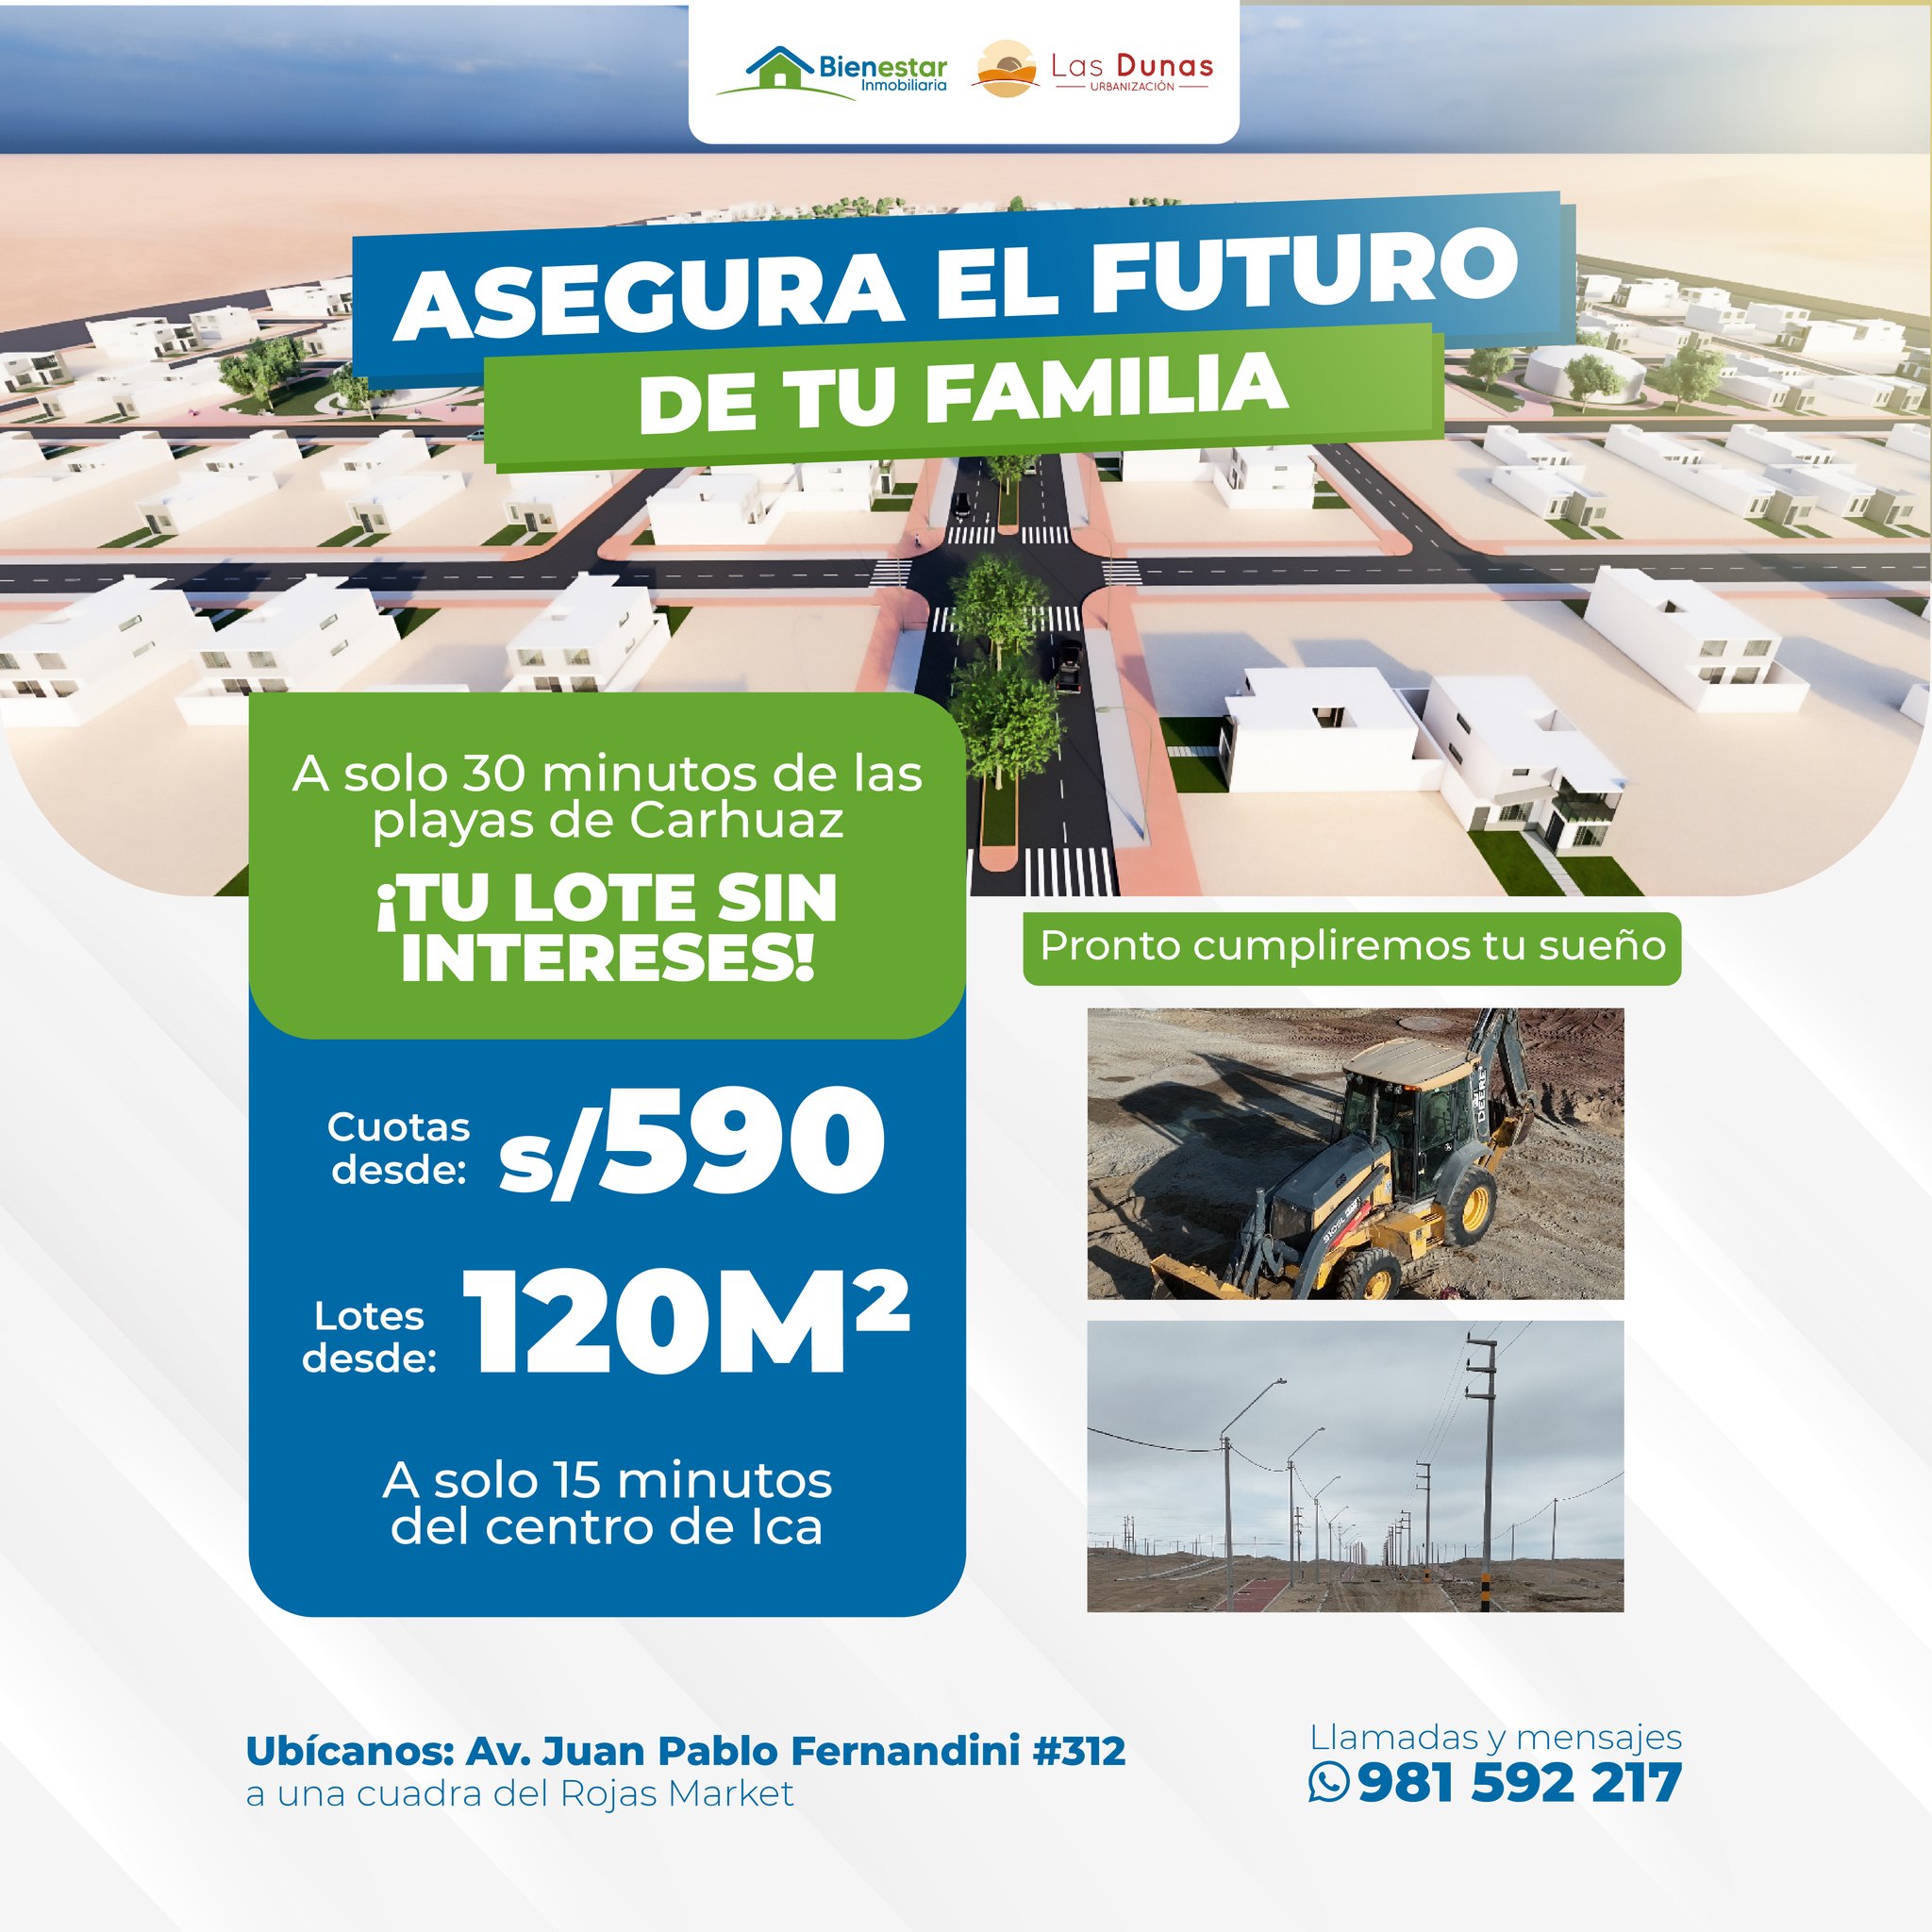 Bienestar
Inmobiliaria
Las Dunas
URBANIZACIÓN
ASEGURA EL FUTURO
DE TU FAMILIA
A solo 30 minutos de las
playas de Carhuaz
¡TU LOTE SIN
INTERESES!
Cuotas
desde:
s/590
Lotes
desde:
120M²
A solo 15 minutos
del centro de Ica
Pronto cumpliremos tu sueño
DEERE
Ubícanos: Av. Juan Pablo Fernandini #312
a una cuadra del Rojas Market
Llamadas y mensajes
981 592 217